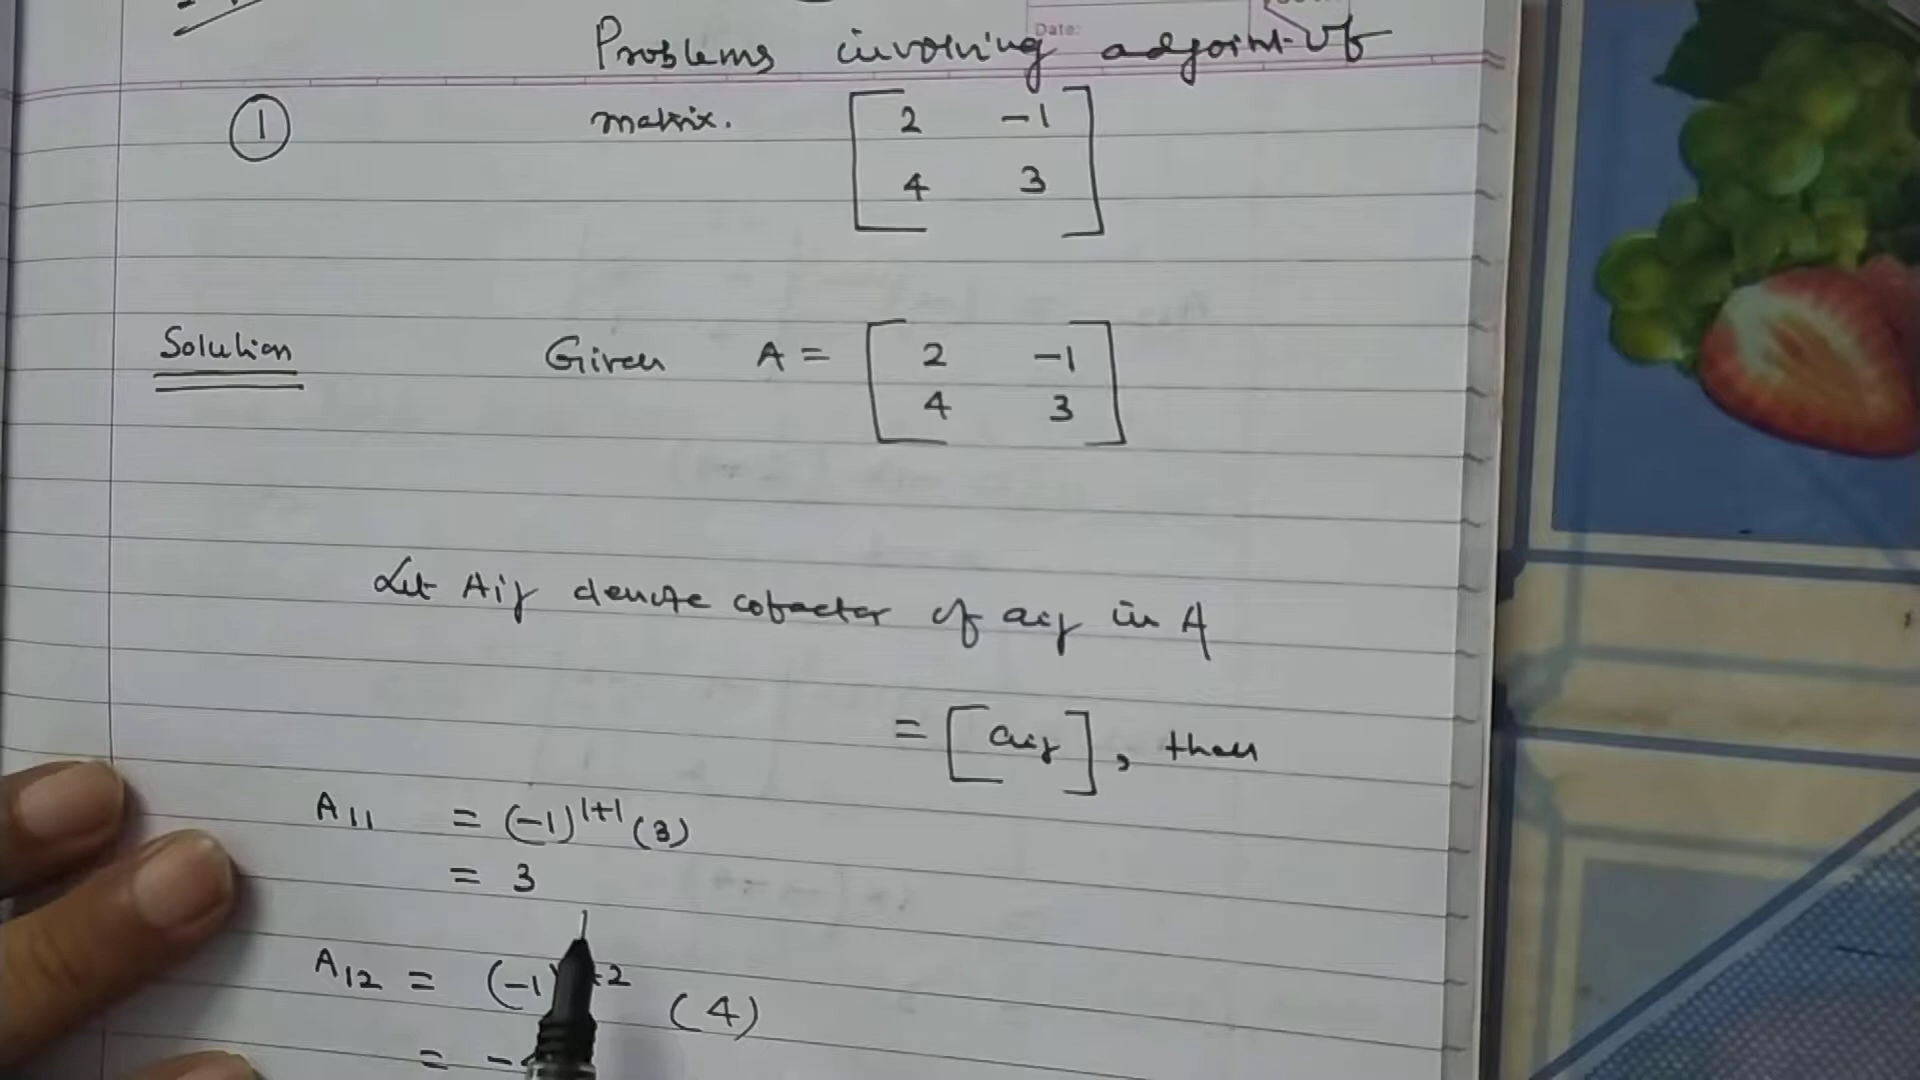 Date:
Problems involving adjoint of
① matrix. [2 -1
4 3]
Solution Given A = [2 -1
4 3]
Let Aij denote cofactor of aij in A
= [aij], then
A11 = (-1)^1+1 (3)
= 3
A12 = (-1) +2 (4)
= -